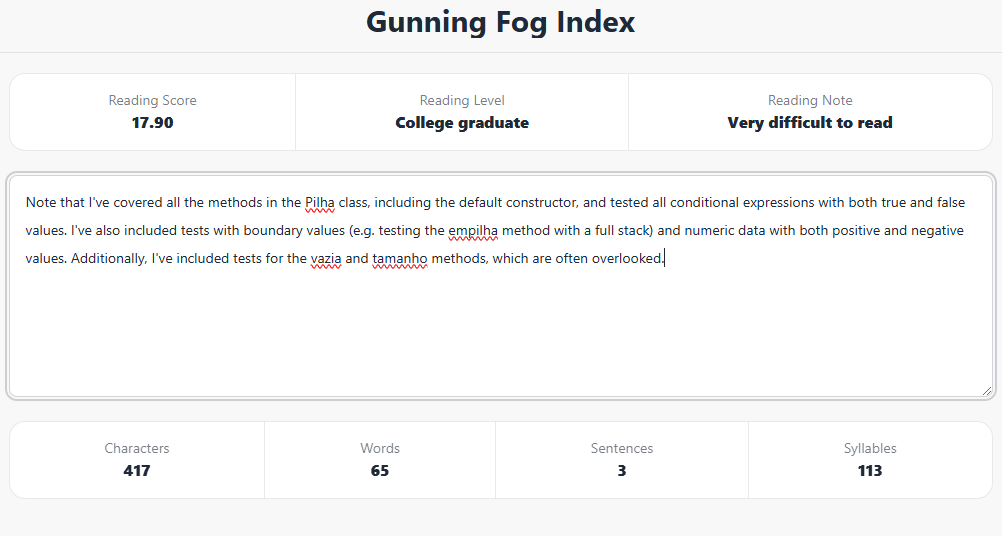 Gunning Fog Index
Reading Score
17.90
Reading Level
College graduate
Reading Note
Very difficult to read
Note that I've covered all the methods in the Pilha class, including the default constructor, and tested all conditional expressions with both true and false
values. I've also included tests with boundary values (e.g. testing the empilha method with a full stack) and numeric data with both positive and negative
values. Additionally, I've included tests for the vazia and tamanho methods, which are often overlooked.
Characters
417
Words
65
Sentences
3
Syllables
113